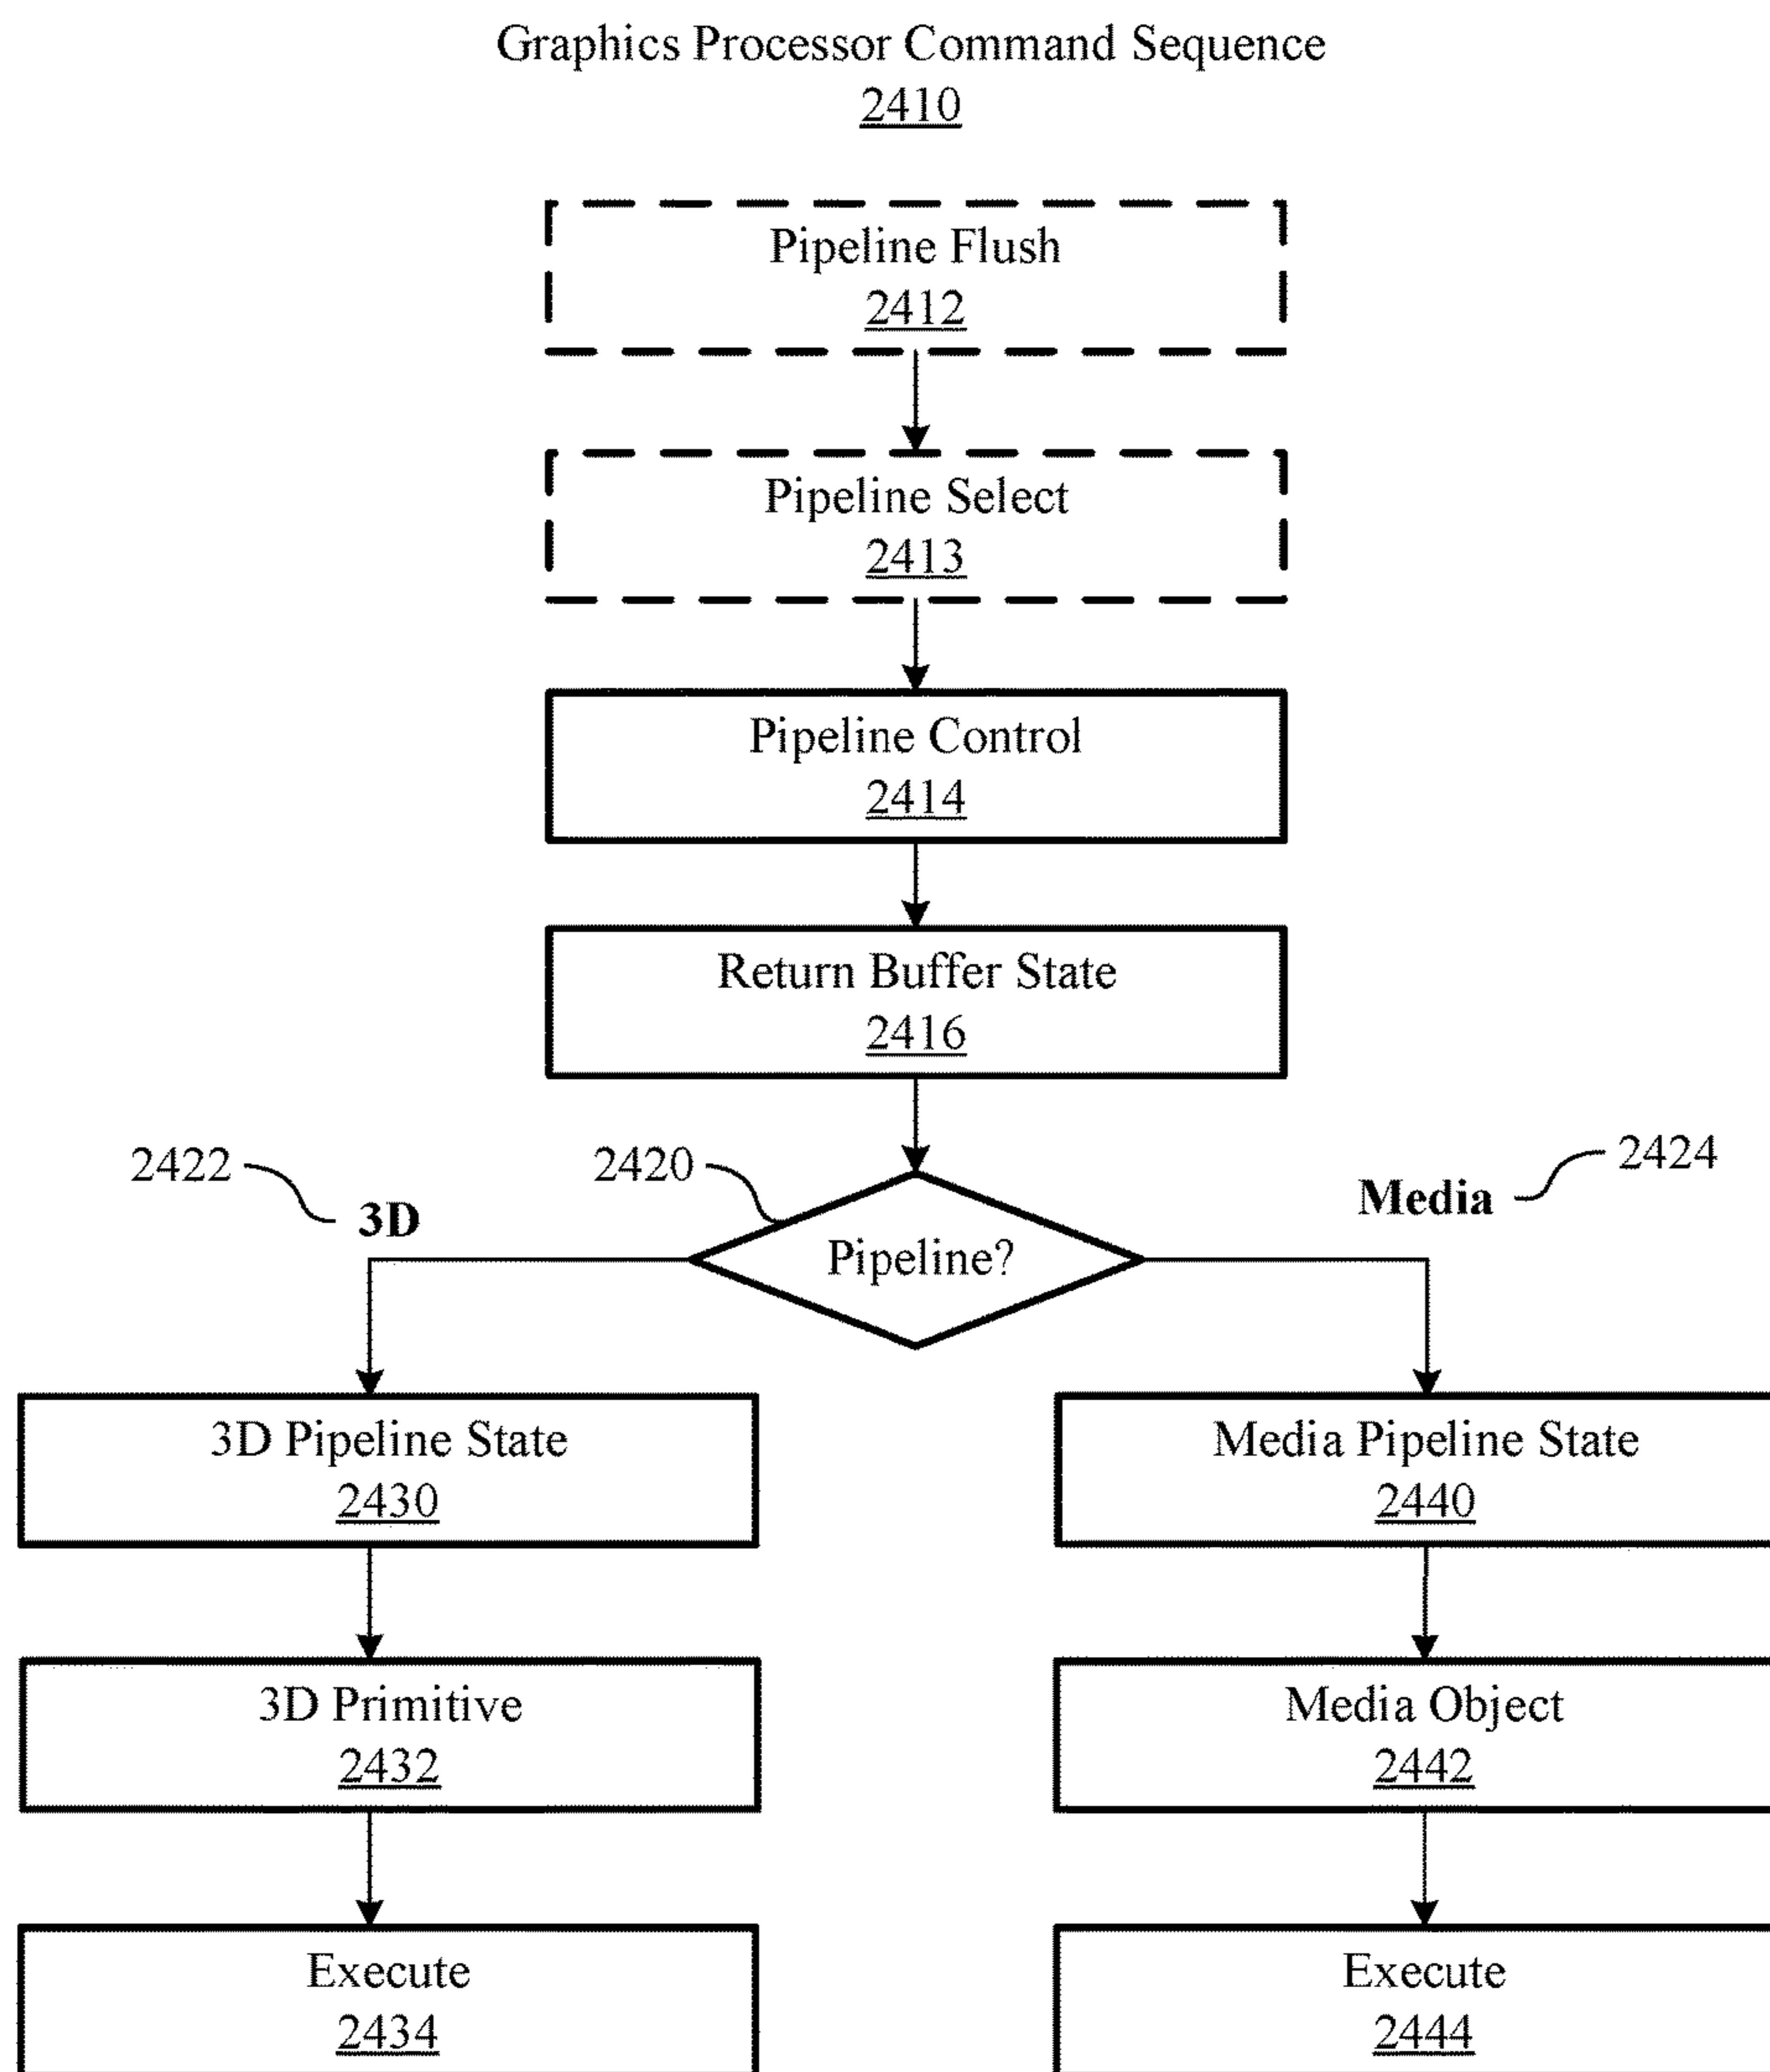 Graphics Processor Command Sequence
2410
Pipeline Flush
2412
Pipeline Select
2413
Pipeline Control
2414
Return Buffer State
2416
2422
3D
2420
Pipeline?
Media
2424
3D Pipeline State
2430
3D Primitive
2432
Execute
2434
Media Pipeline State
2440
Media Object
2442
Execute
2444